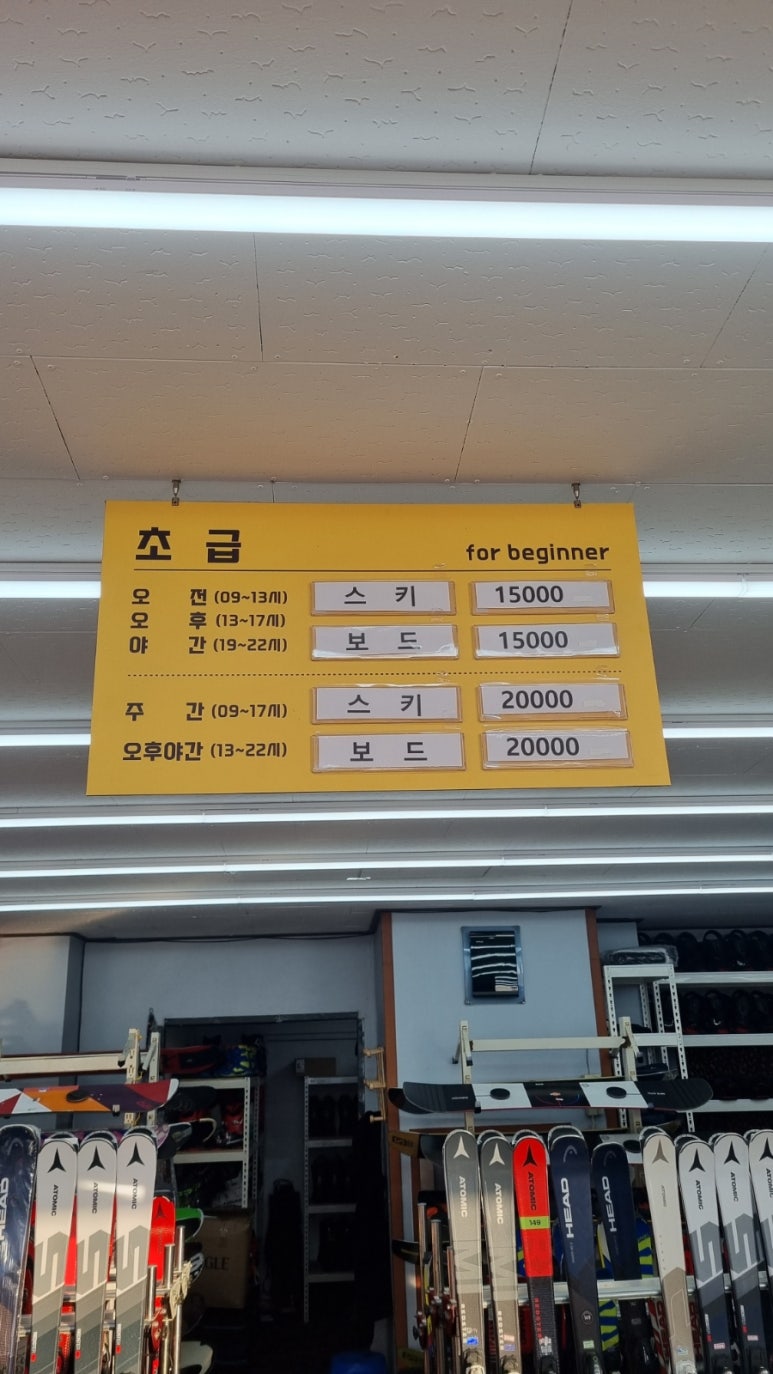 초 급 for beginner
오 전 (09~13시) 스 키 15000
오 후 (13~17시)
야 간 (19~22시) 보 드 15000
주 간 (09~17시) 스 키 20000
오후야간 (13~22시) 보 드 20000
HEAD
ATOMIC
ATOMIC
ATOMIC
ATOMIC
ATOMIC
ATOMIC
149
HEAD
HEAD
ATOMIC
ATOMIC
ATOMIC